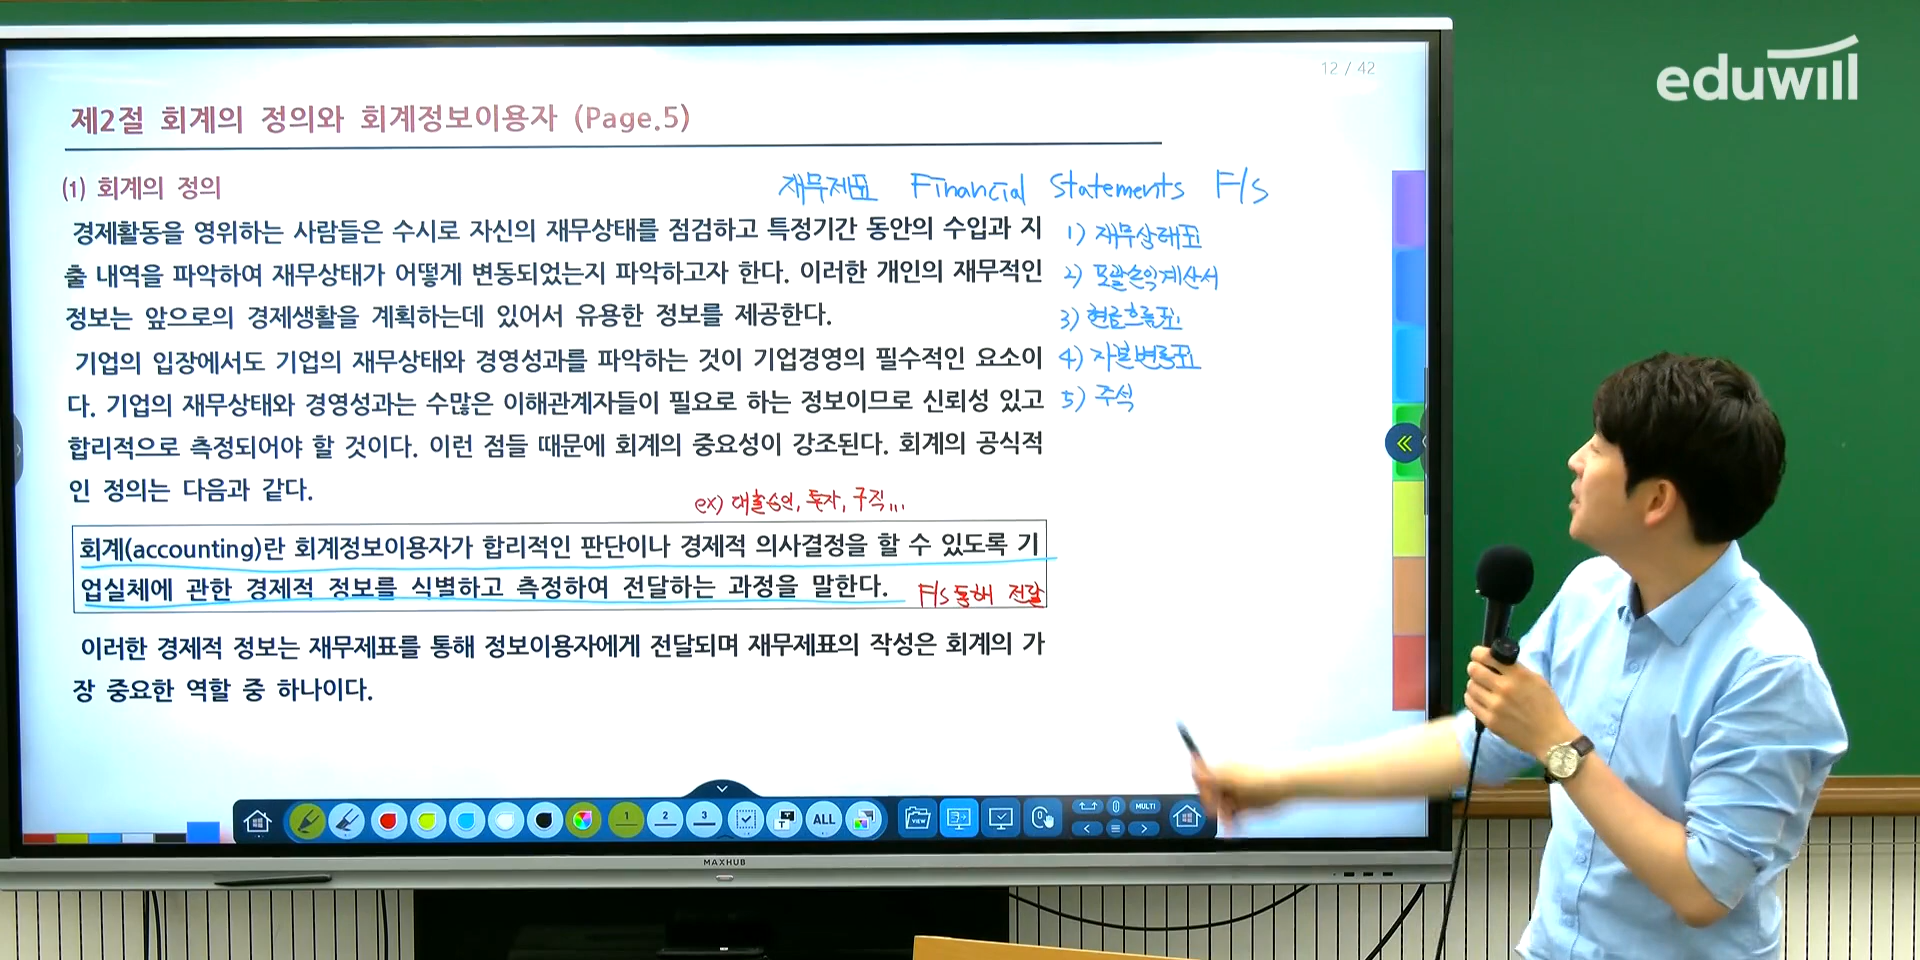 eduwill
12 / 42
제2절 회계의 정의와 회계정보이용자 (Page.5)
(1) 회계의 정의
재무제표 Financial Statements F/S
경제활동을 영위하는 사람들은 수시로 자신의 재무상태를 점검하고 특정기간 동안의 수입과 지
출 내역을 파악하여 재무상태가 어떻게 변동되었는지 파악하고자 한다. 이러한 개인의 재무적인
정보는 앞으로의 경제생활을 계획하는데 있어서 유용한 정보를 제공한다.
기업의 입장에서도 기업의 재무상태와 경영성과를 파악하는 것이 기업경영의 필수적인 요소이
다. 기업의 재무상태와 경영성과는 수많은 이해관계자들이 필요로 하는 정보이므로 신뢰성 있고
합리적으로 측정되어야 할 것이다. 이런 점들 때문에 회계의 중요성이 강조된다. 회계의 공식적
인 정의는 다음과 같다.
1) 재무상태표
2) 포괄손익계산서
3) 현금흐름표
4) 자본변동표
5) 주석
ex) 대출승인, 투자, 구직...
회계(accounting)란 회계정보이용자가 합리적인 판단이나 경제적 의사결정을 할 수 있도록 기
업실체에 관한 경제적 정보를 식별하고 측정하여 전달하는 과정을 말한다.
F/S 통해 전달
이러한 경제적 정보는 재무제표를 통해 정보이용자에게 전달되며 재무제표의 작성은 회계의 가
장 중요한 역할 중 하나이다.
1 2 3 ALL VIEW MULTI
MAXHUB